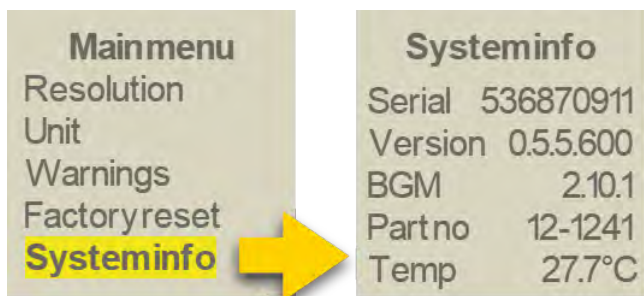 Mainmenu
Resolution
Unit
Warnings
Factoryreset
Systeminfo
Systeminfo
Serial 536870911
Version 0.5.5.600
BGM 2.10.1
Partno 12-1241
Temp 27.7°C